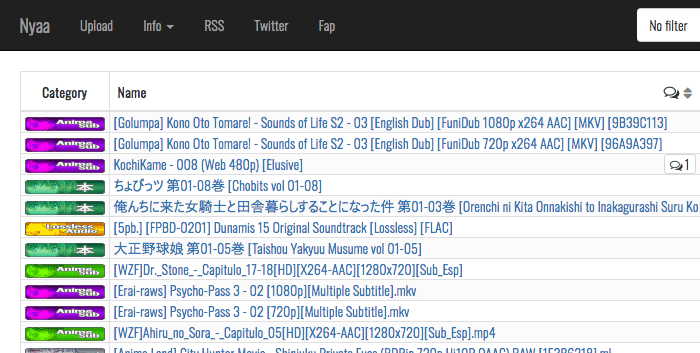 Nyaa Upload Info RSS Twitter Fap No filter
Category Name
Anime Sub [Golumpa] Kono Oto Tomare! - Sounds of Life S2 - 03 [English Dub] [FuniDub 1080p x264 AAC] [MKV] [9B39C113]
Anime Sub [Golumpa] Kono Oto Tomare! - Sounds of Life S2 - 03 [English Dub] [FuniDub 720p x264 AAC] [MKV] [96A9A397]
Anime Sub KochiKame - 008 (Web 480p) [Elusive] 1
本 ちょびっツ 第01-08巻 [Chobits vol 01-08]
本 俺んちに来た女騎士と田舎暮らしすることになった件 第01-03巻 [Orenchi ni Kita Onnakishi to Inakagurashi Suru Ko
Lossless Audio [5pb.] [FPBD-0201] Dunamis 15 Original Soundtrack [Lossless] [FLAC]
本 大正野球娘 第01-05巻 [Taishou Yakyuu Musume vol 01-05]
Anime Sub [WZF]Dr._Stone_-_Capitulo_17-18[HD][X264-AAC][1280x720][Sub_Esp]
Anime Sub [Erai-raws] Psycho-Pass 3 - 02 [1080p][Multiple Subtitle].mkv
Anime Sub [Erai-raws] Psycho-Pass 3 - 02 [720p][Multiple Subtitle].mkv
Anime Sub [WZF]Ahiru_no_Sora_-_Capitulo_05[HD][X264-AAC][1280x720][Sub_Esp].mp4